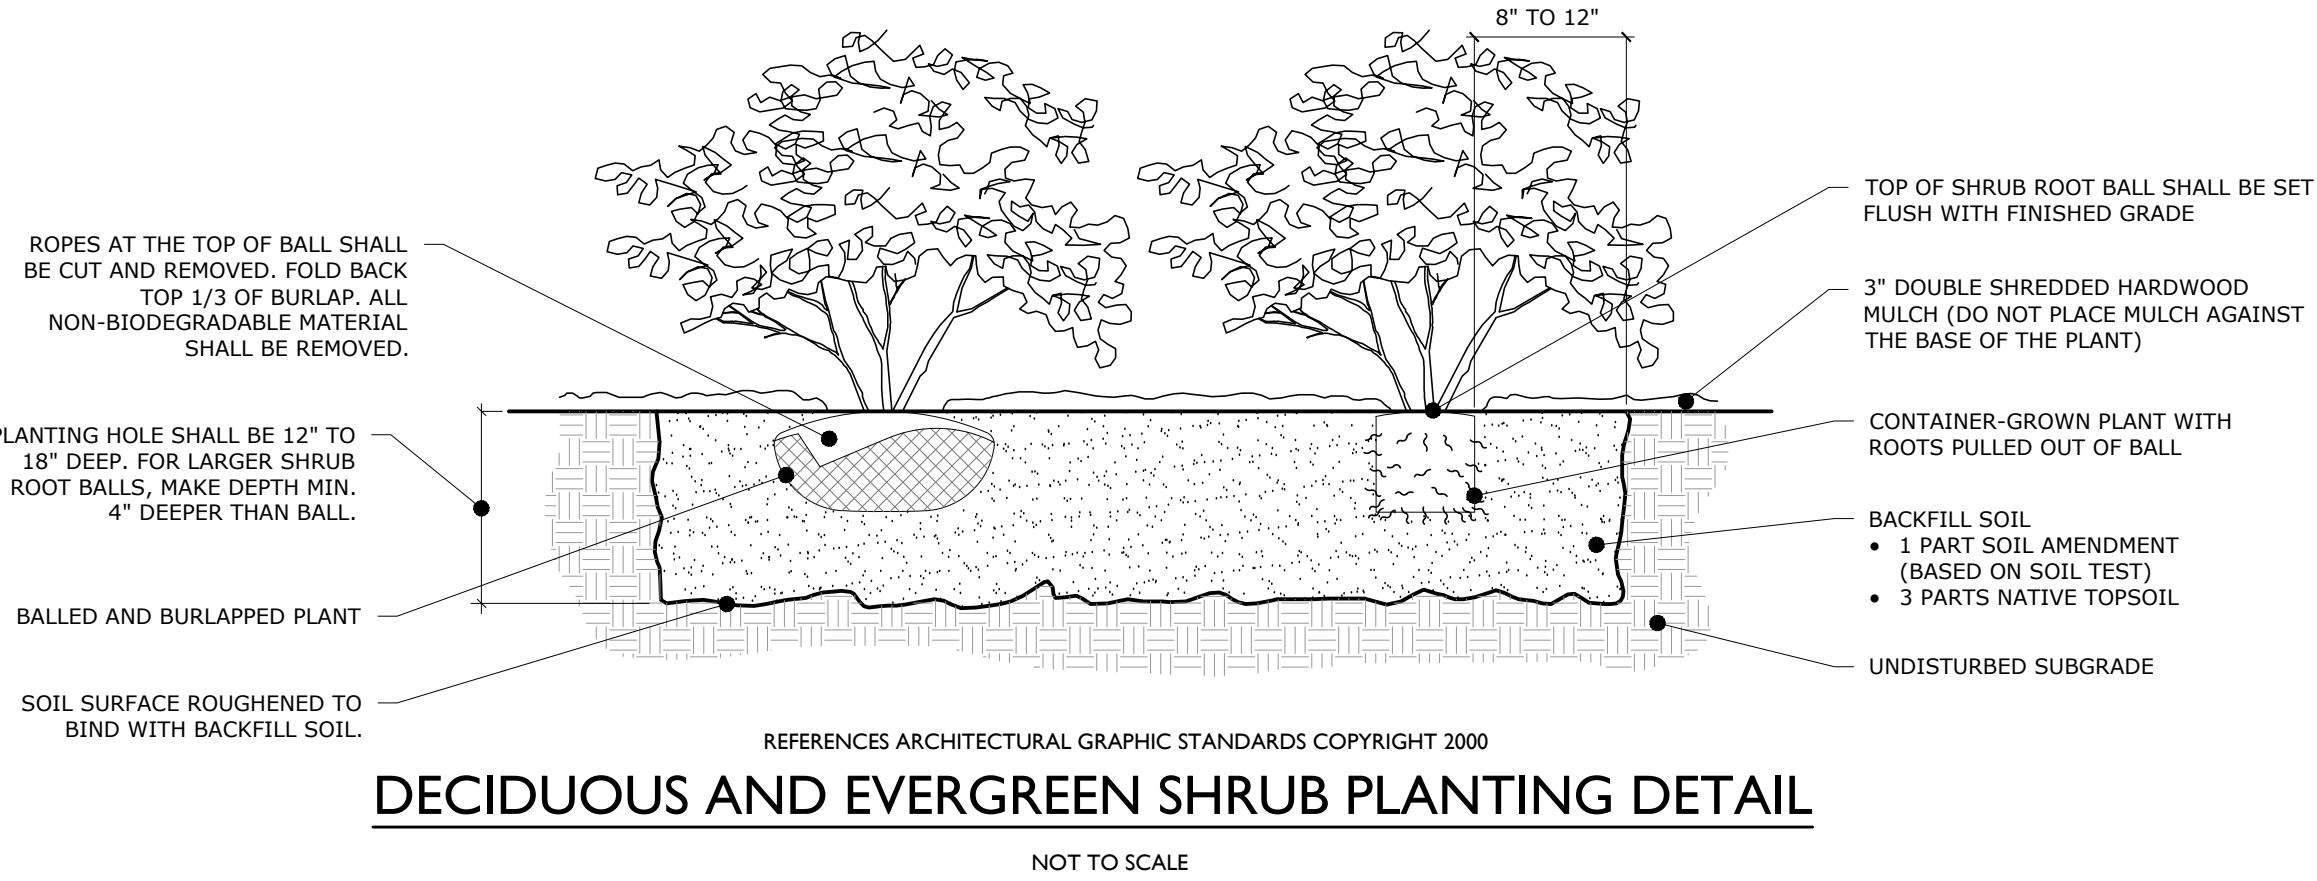 8" TO 12"
ROPES AT THE TOP OF BALL SHALL
BE CUT AND REMOVED. FOLD BACK
TOP 1/3 OF BURLAP. ALL
NON-BIODEGRADABLE MATERIAL
SHALL BE REMOVED.
PLANTING HOLE SHALL BE 12" TO
18" DEEP. FOR LARGER SHRUB
ROOT BALLS, MAKE DEPTH MIN.
4" DEEPER THAN BALL.
BALLED AND BURLAPPED PLANT
SOIL SURFACE ROUGHENED TO
BIND WITH BACKFILL SOIL.
TOP OF SHRUB ROOT BALL SHALL BE SET
FLUSH WITH FINISHED GRADE
3" DOUBLE SHREDDED HARDWOOD
MULCH (DO NOT PLACE MULCH AGAINST
THE BASE OF THE PLANT)
CONTAINER-GROWN PLANT WITH
ROOTS PULLED OUT OF BALL
BACKFILL SOIL
• 1 PART SOIL AMENDMENT
(BASED ON SOIL TEST)
• 3 PARTS NATIVE TOPSOIL
UNDISTURBED SUBGRADE
REFERENCES ARCHITECTURAL GRAPHIC STANDARDS COPYRIGHT 2000
DECIDUOUS AND EVERGREEN SHRUB PLANTING DETAIL
NOT TO SCALE